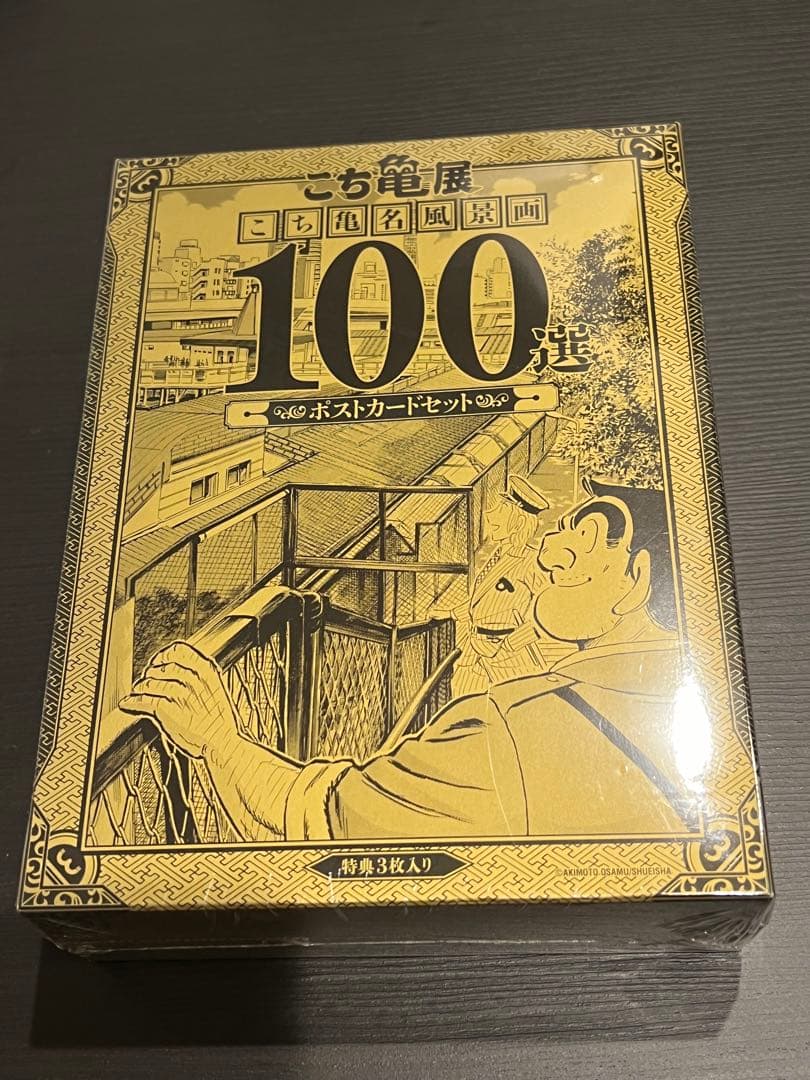 こち亀展
こち亀名風景画
100選
ポストカードセット
特典3枚入り
©AKIMOTO OSAMU/SHUEISHA